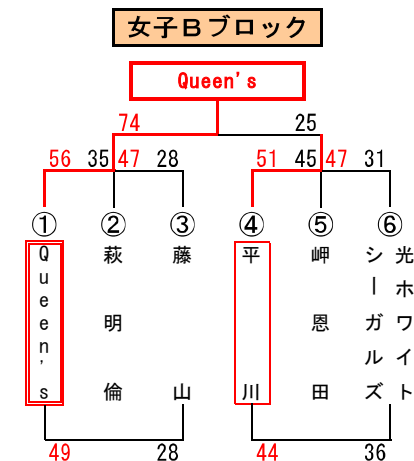 女子Bブロック
Queen's
74 25
56 35 47 28 51 45 47 31
① ② ③ ④ ⑤ ⑥
Queen's
萩明倫
藤山
平川
岬恩田
光ホワイト
シーガルズ
49 28 44 36